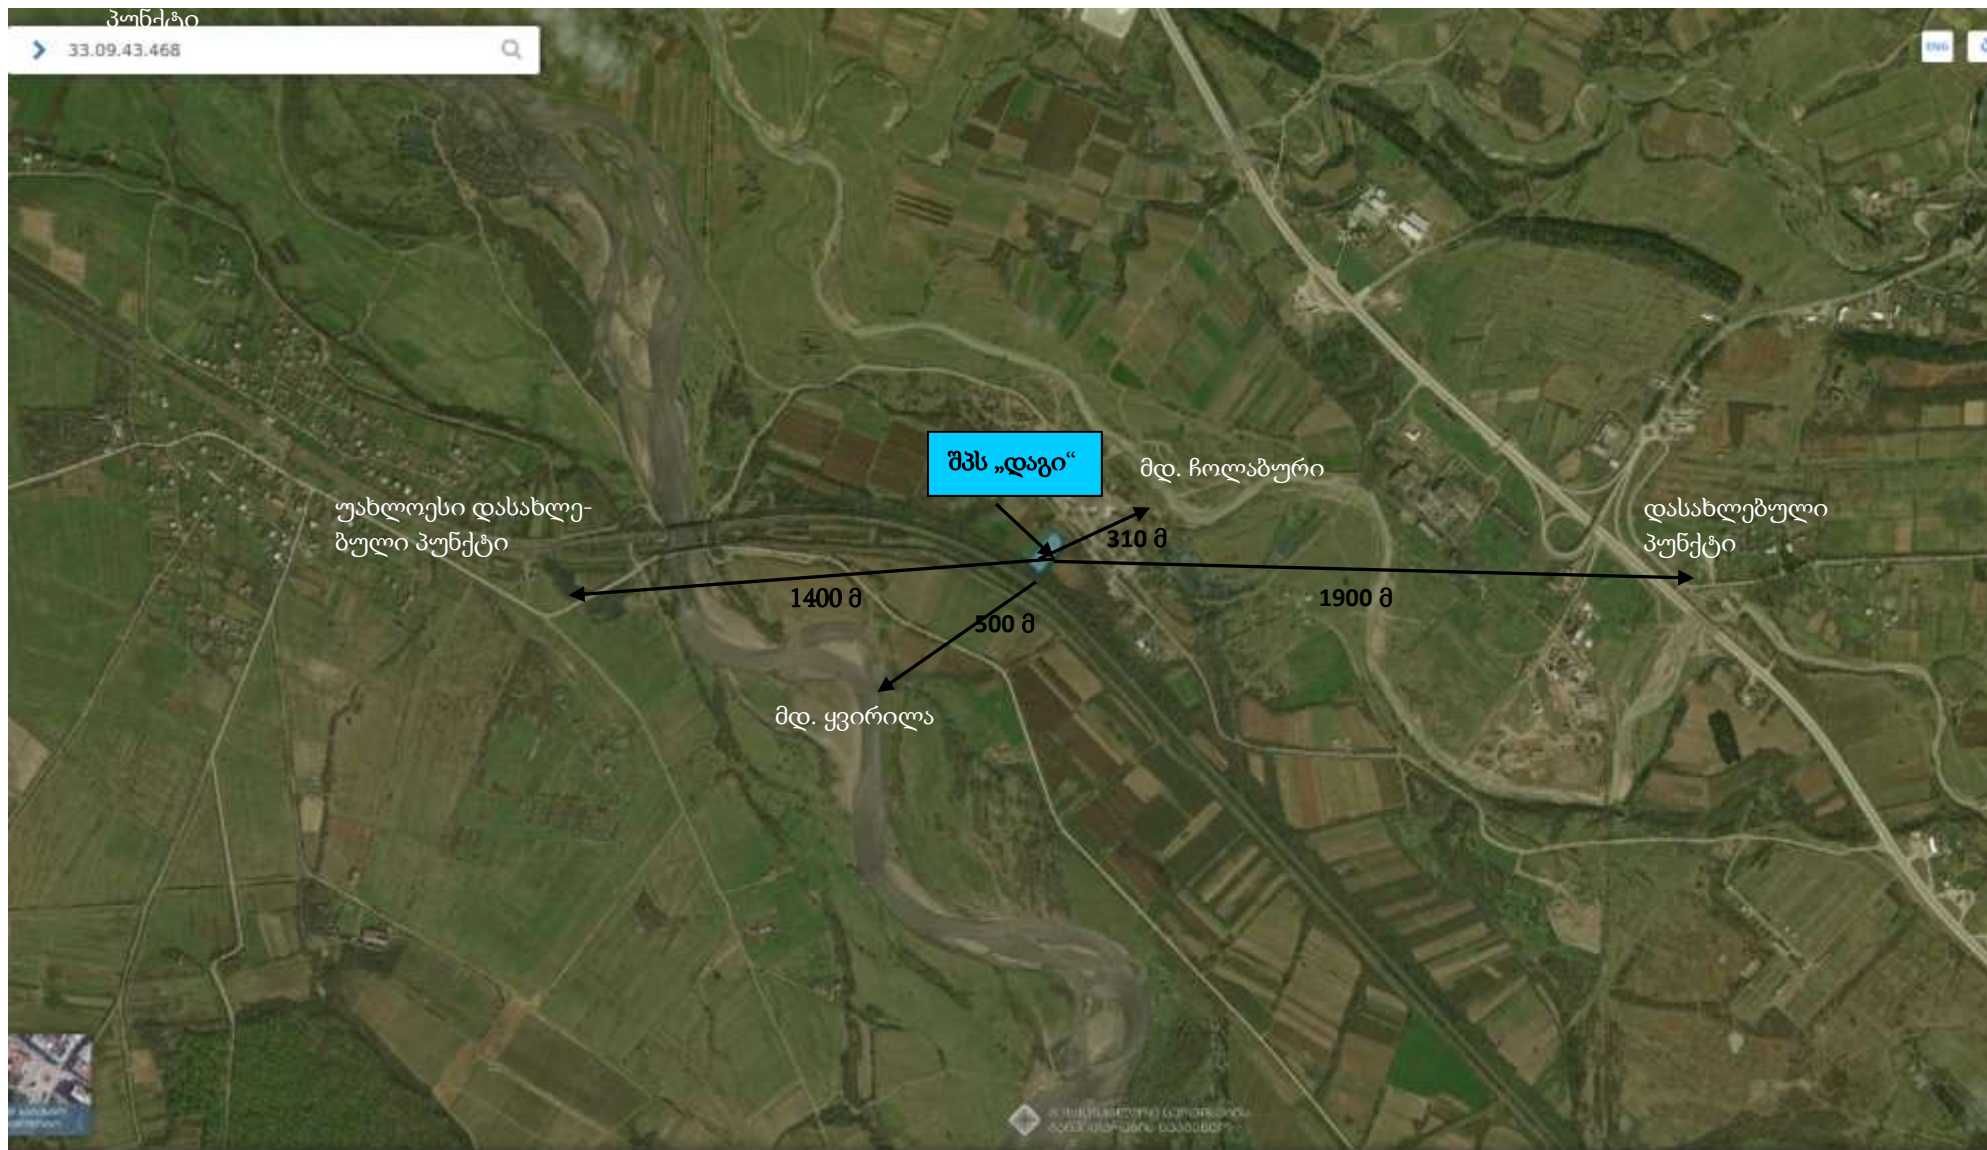 პუნქტი
33.09.43.468
ENG
შპს „დაგი“
მდ. ჩოლაბური
უახლოესი დასახლე-
ბული პუნქტი
დასახლებული
პუნქტი
310 მ
1400 მ
1900 მ
500 მ
მდ. ყვირილა